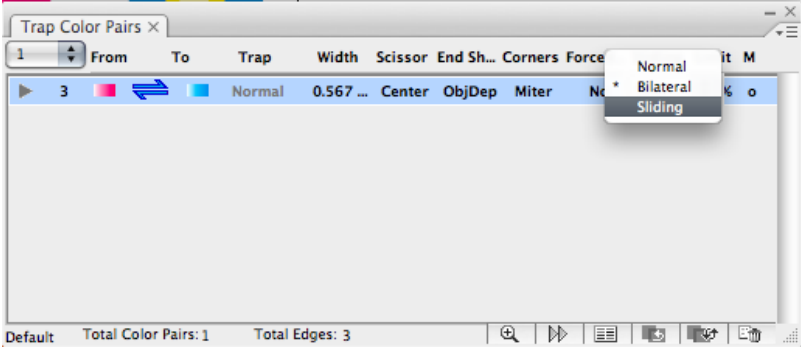 Trap Color Pairs ×
1 From To Trap Width Scissor End Sh... Corners Force it M
3 Normal 0.567 ... Center ObjDep Miter No % o
Normal
* Bilateral
Sliding
Default Total Color Pairs: 1 Total Edges: 3